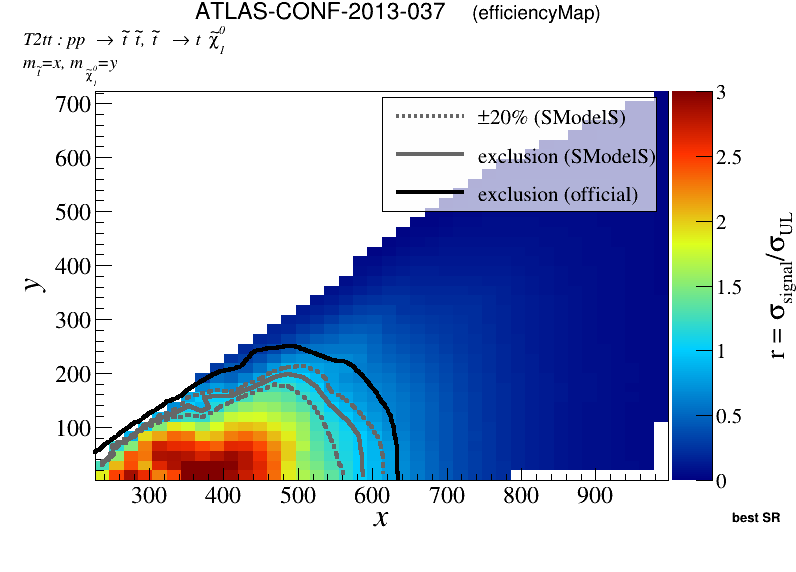 ATLAS-CONF-2013-037 (efficiencyMap)
T2tt : pp → t̃ t̃, t̃ → t χ̃⁰₁
m_t̃=x, m_χ̃⁰₁=y
±20% (SModelS)
exclusion (SModelS)
exclusion (official)
700
600
500
400
300
200
100
y
300 400 500 600 700 800 900
x
3
2.5
2
1.5
1
0.5
0
r = σsignal/σUL
best SR